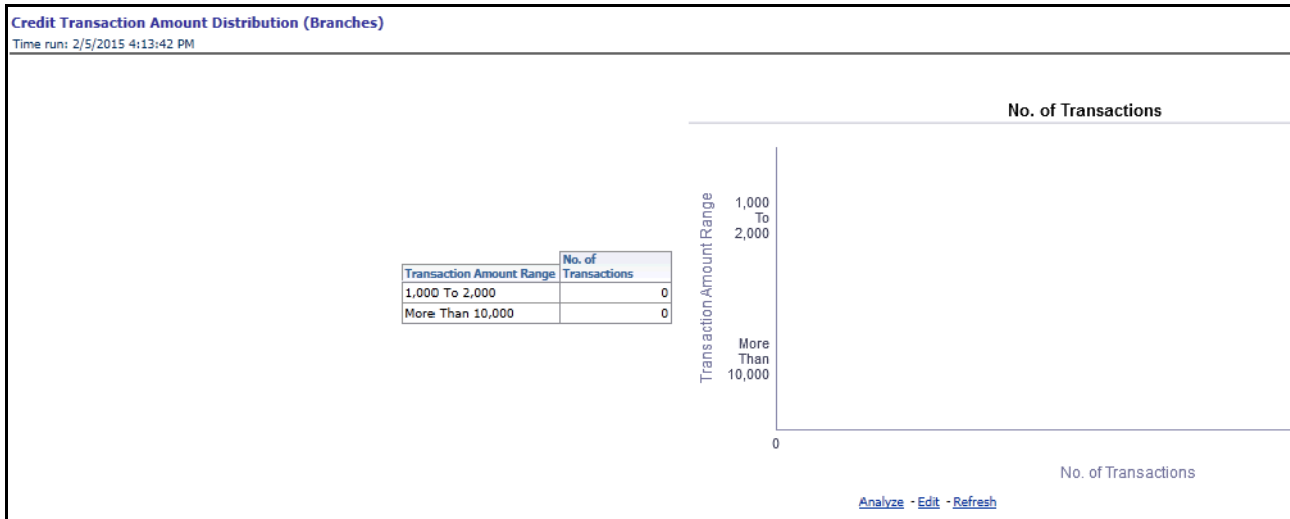 Credit Transaction Amount Distribution (Branches)
Time run: 2/5/2015 4:13:42 PM
No. of
Transaction Amount Range Transactions
1,000 To 2,000 0
More Than 10,000 0
No. of Transactions
Transaction Amount Range
1,000
To
2,000
More
Than
10,000
0
No. of Transactions
Analyze - Edit - Refresh